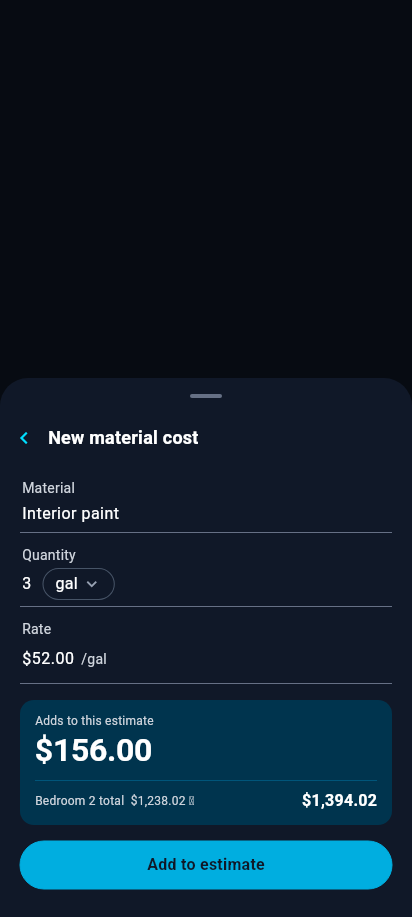 New material cost
Material
Interior paint
Quantity
3 gal
Rate
$52.00 /gal
Adds to this estimate
$156.00
Bedroom 2 total $1,238.02 $1,394.02
Add to estimate